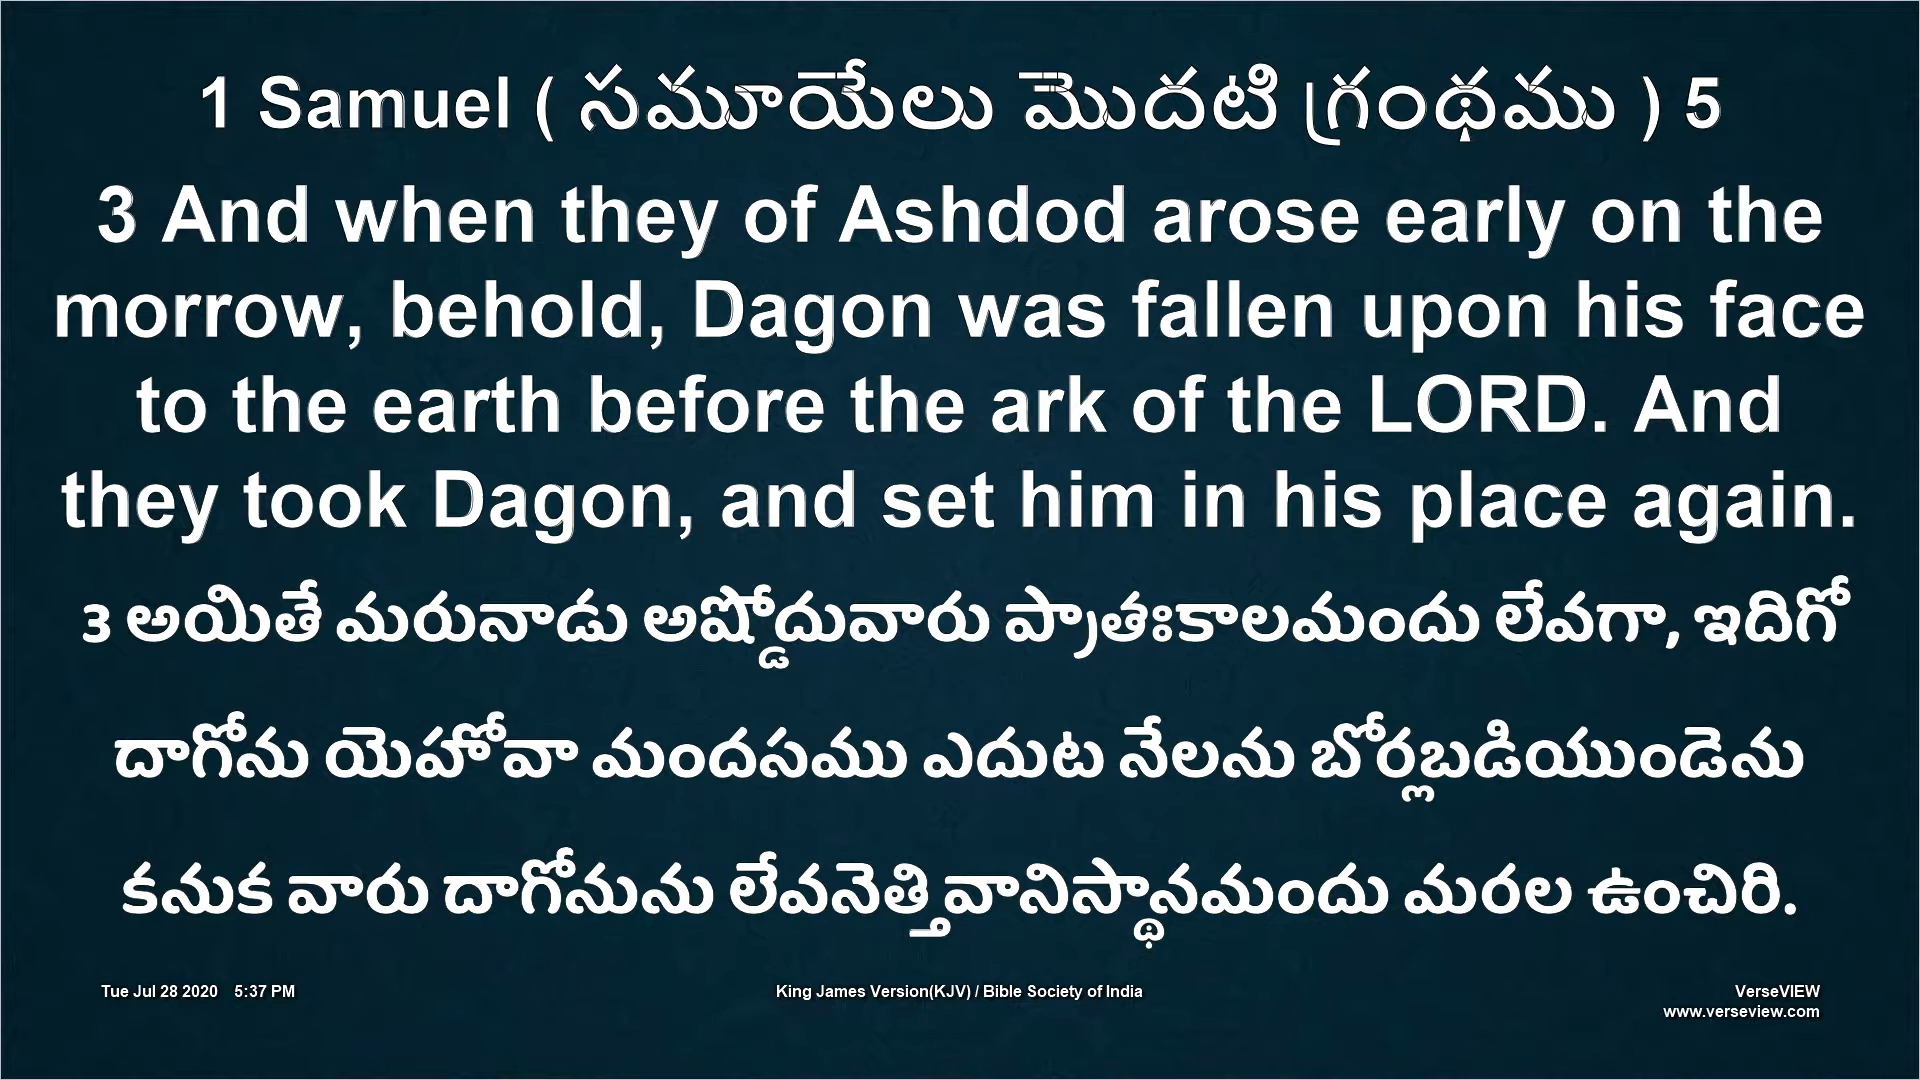 1 Samuel ( సమూయేలు మొదటి గ్రంథము ) 5
3 And when they of Ashdod arose early on the
morrow, behold, Dagon was fallen upon his face
to the earth before the ark of the LORD. And
they took Dagon, and set him in his place again.
3 అయితే మరునాడు అష్డోదువారు ప్రాతఃకాలమందు లేవగా, ఇదిగో
దాగోను యెహోవా మందసము ఎదుట నేలను బోర్లబడియుండెను
కనుక వారు దాగోనును లేవనెత్తివానిస్థానమందు మరల ఉంచిరి.
Tue Jul 28 2020 5:37 PM
King James Version(KJV) / Bible Society of India
VerseVIEW
www.verseview.com